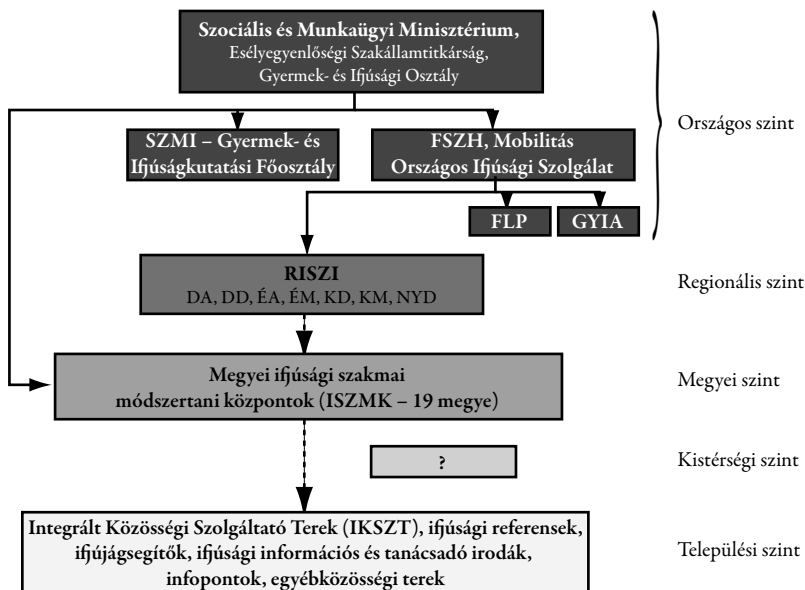 Szociális és Munkaügyi Minisztérium,
Esélyegyenlőségi Szakállamtitkárság,
Gyermek- és Ifjúsági Osztály
Országos szint
SZMI – Gyermek- és
Ifjúságkutatási Főosztály
FSZH, Mobilitás
Országos Ifjúsági Szolgálat
FLP
GYIA
RISZI
DA, DD, ÉA, ÉM, KD, KM, NYD
Regionális szint
Megyei ifjúsági szakmai
módszertani központok (ISZMK – 19 megye)
Megyei szint
?
Kistérségi szint
Integrált Közösségi Szolgáltató Terek (IKSZT), ifjúsági referensek,
ifjújágsegítők, ifjúsági információs és tanácsadó irodák,
infopontok, egyébközösségi terek
Települési szint